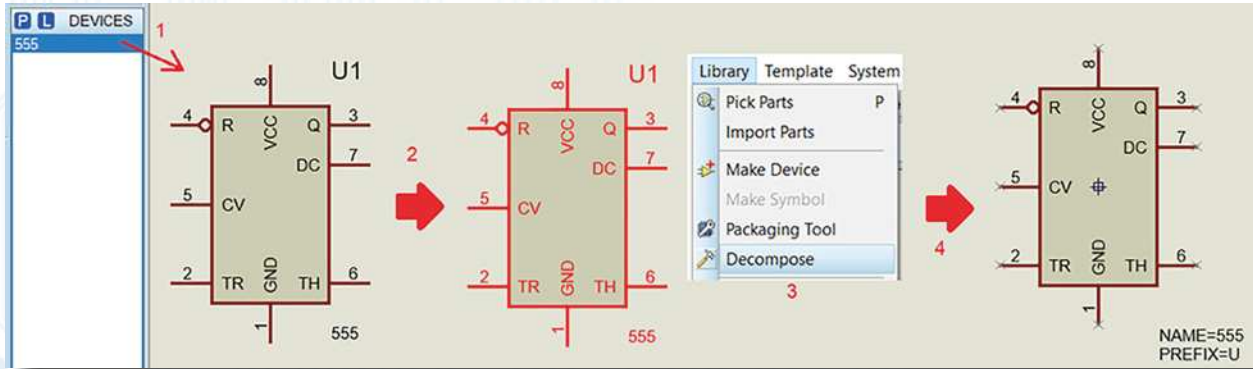 P L DEVICES
555
1
U1
8
4 R VCC Q 3
DC 7
5 CV
2 TR GND TH 6
1
555
2
U1
8
4 R VCC Q 3
DC 7
5 CV
2 TR GND TH 6
1
555
Library Template System
Pick Parts P
Import Parts
Make Device
Make Symbol
Packaging Tool
Decompose
3
4
8
4 R VCC Q 3
DC 7
5 CV
2 TR GND TH 6
1
NAME=555
PREFIX=U